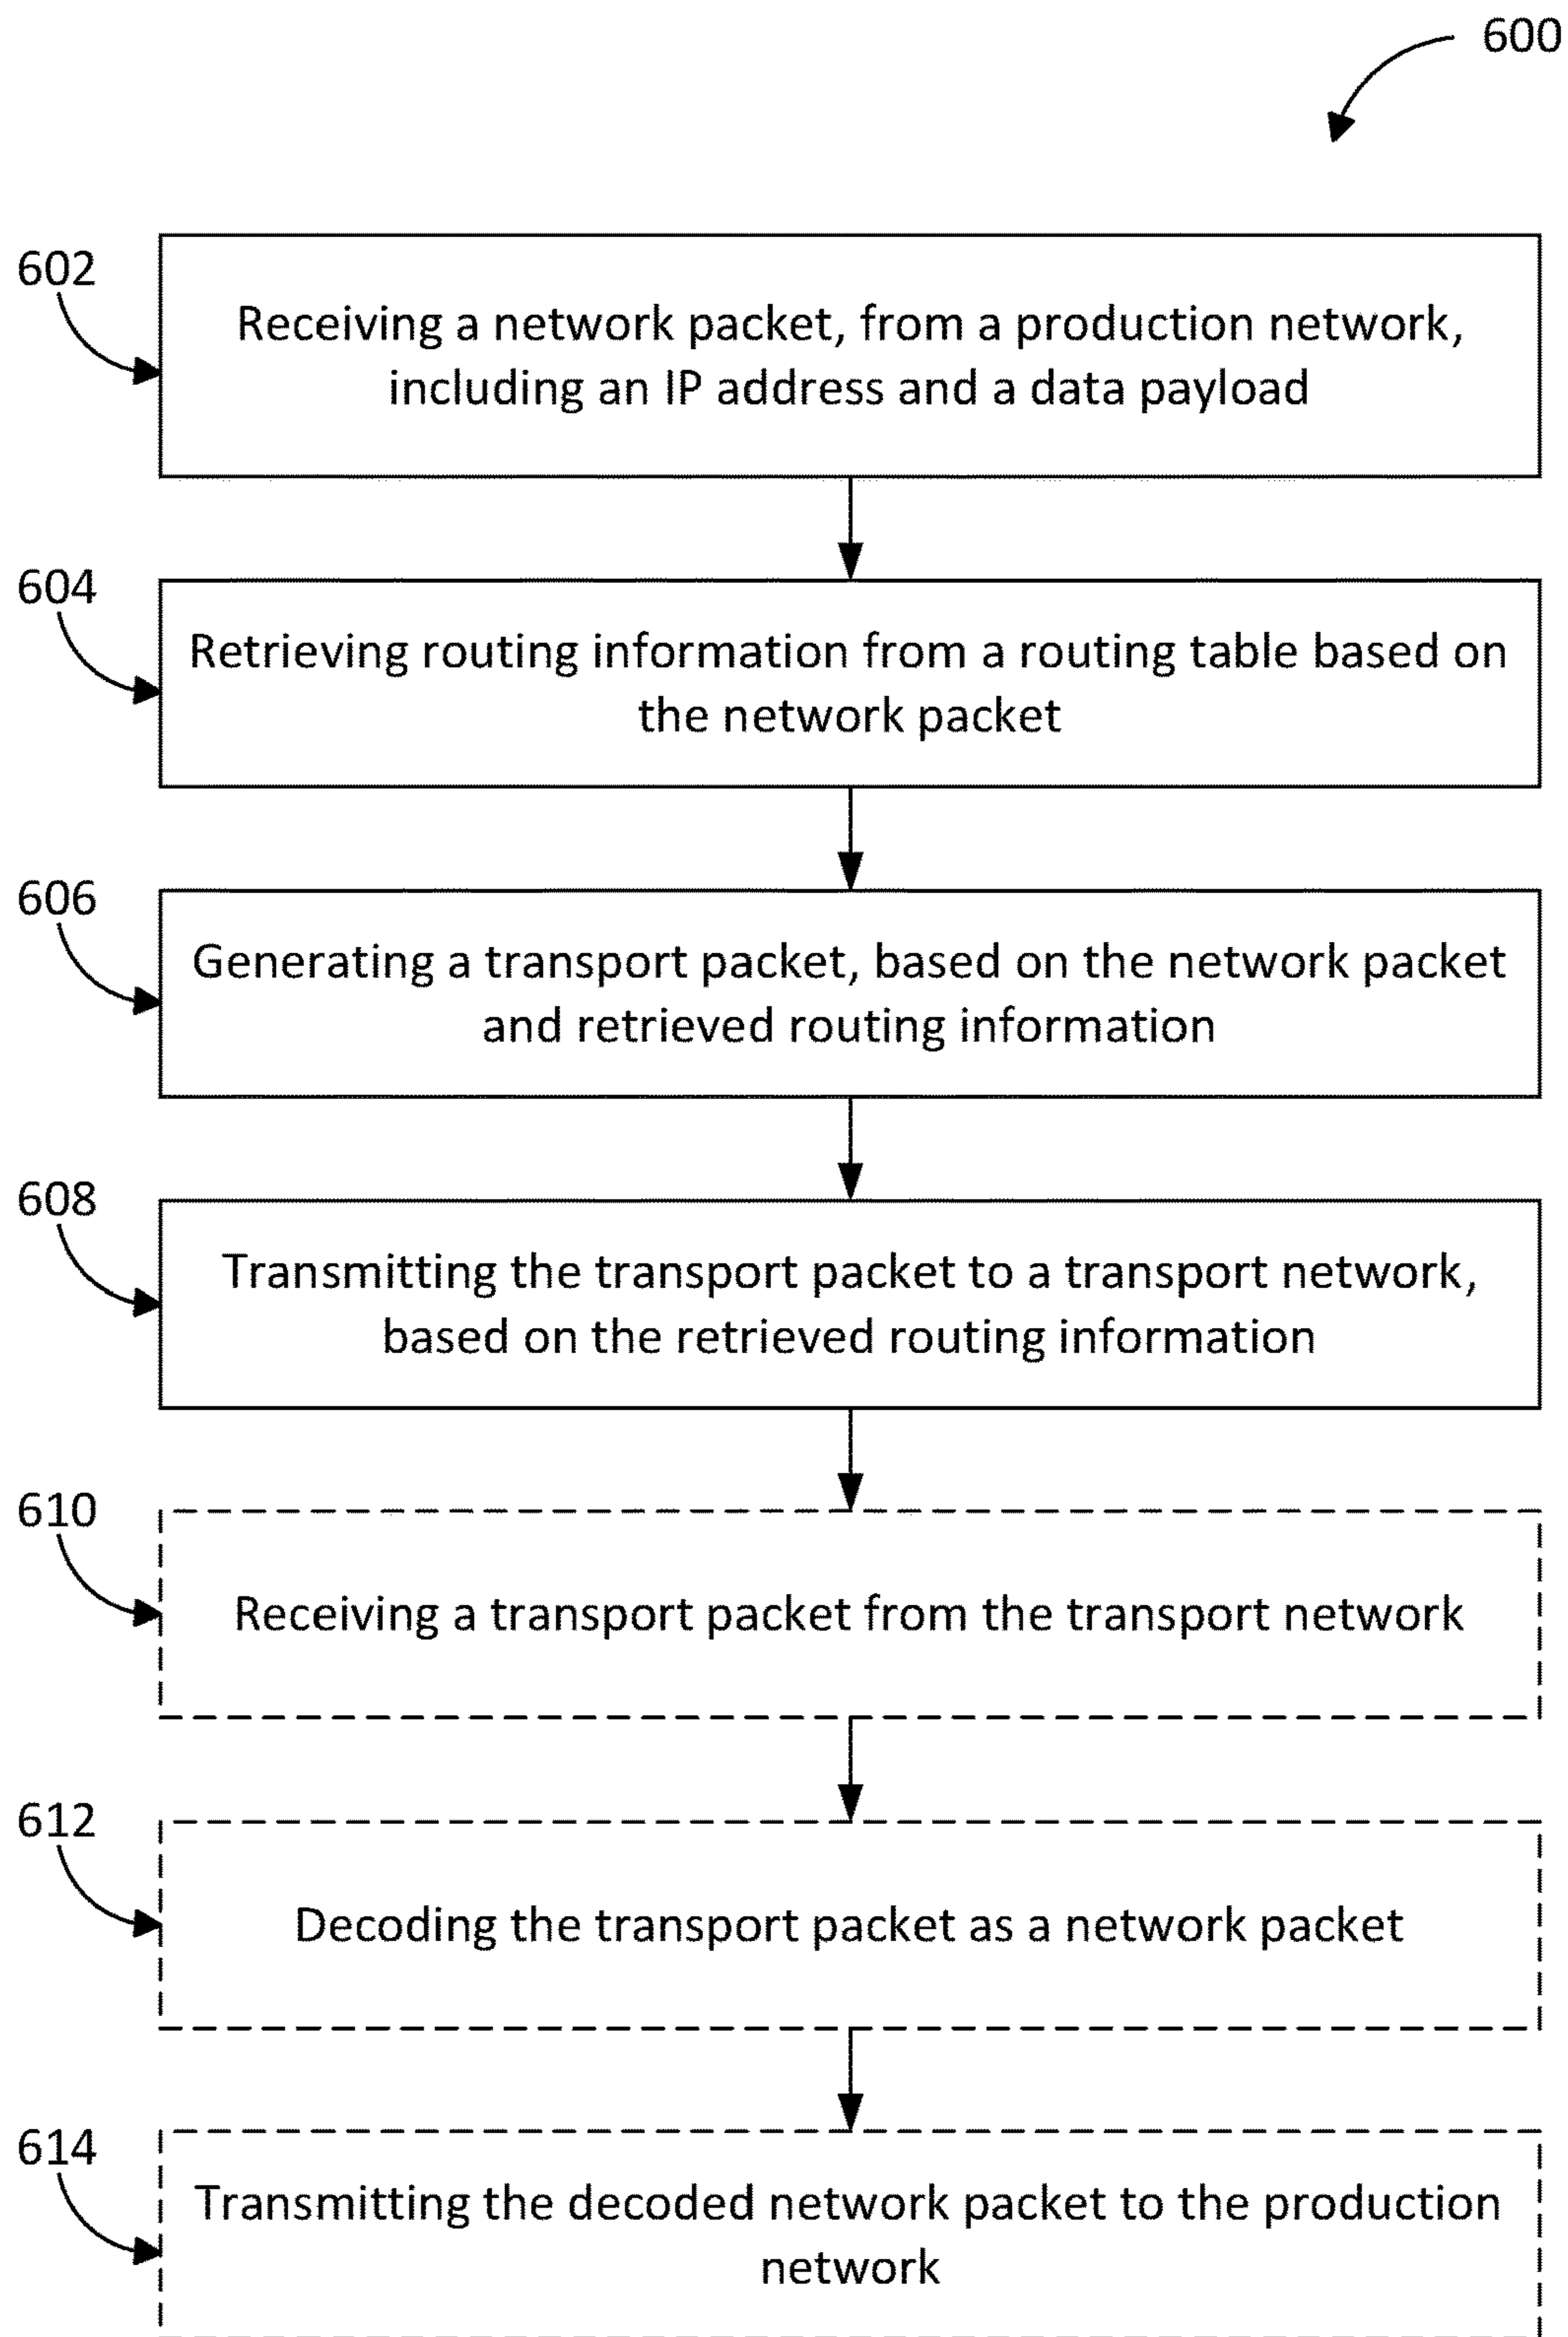 600
602
Receiving a network packet, from a production network,
including an IP address and a data payload
604
Retrieving routing information from a routing table based on
the network packet
606
Generating a transport packet, based on the network packet
and retrieved routing information
608
Transmitting the transport packet to a transport network,
based on the retrieved routing information
610
Receiving a transport packet from the transport network
612
Decoding the transport packet as a network packet
614
Transmitting the decoded network packet to the production
network